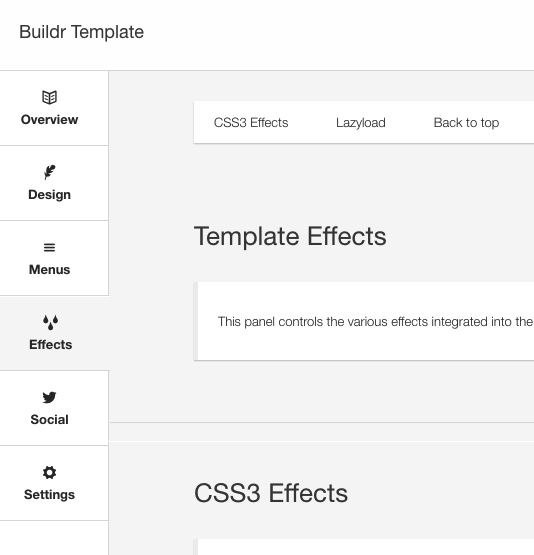 Buildr Template
Overview
Design
Menus
Effects
Social
Settings
CSS3 Effects Lazyload Back to top
Template Effects
This panel controls the various effects integrated into the
CSS3 Effects